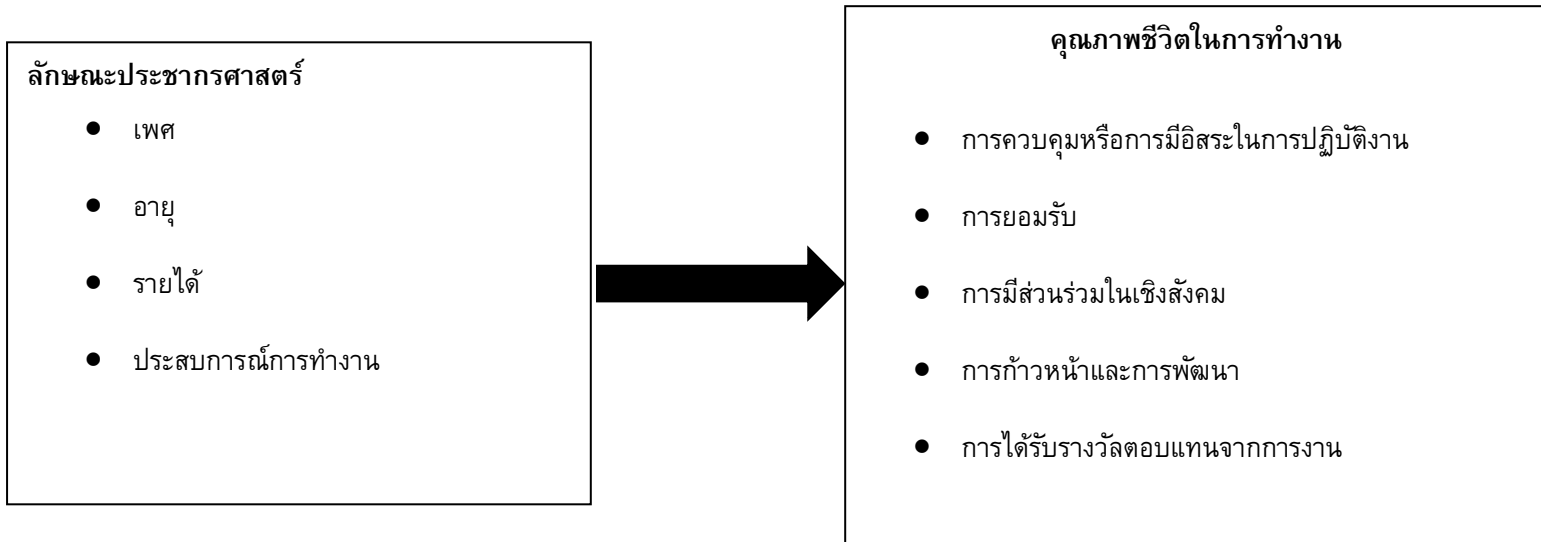 ลักษณะประชากรศาสตร์
● เพศ
● อายุ
● รายได้
● ประสบการณ์การทำงาน
คุณภาพชีวิตในการทำงาน
● การควบคุมหรือการมีอิสระในการปฏิบัติงาน
● การยอมรับ
● การมีส่วนร่วมในเชิงสังคม
● การก้าวหน้าและการพัฒนา
● การได้รับรางวัลตอบแทนจากการงาน